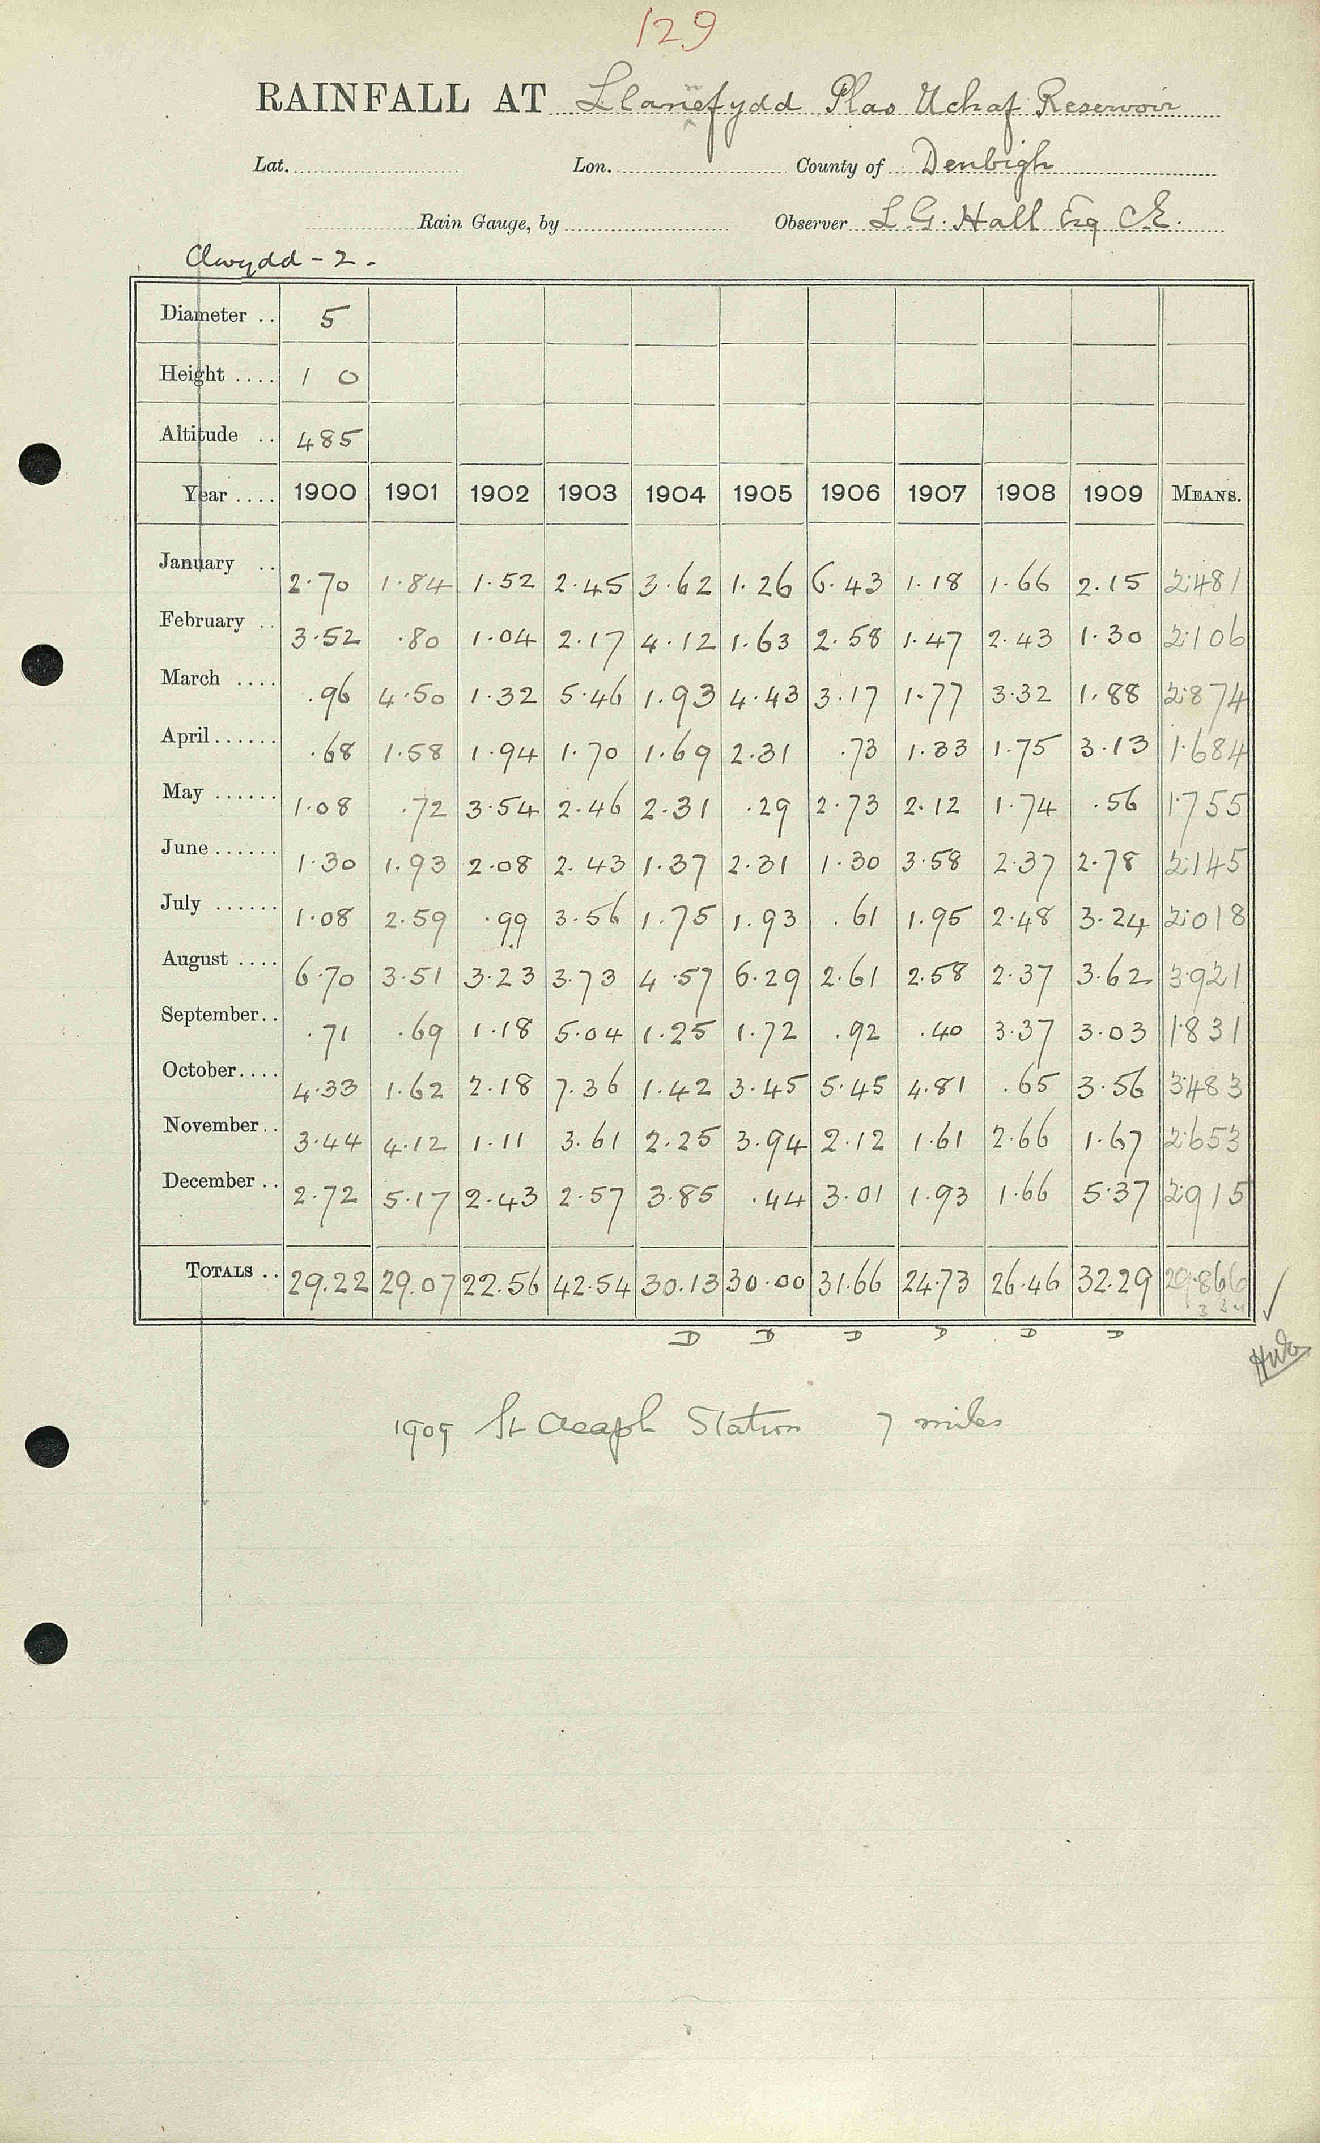 129
RAINFALL AT Llanefydd Plas Uchaf Reservoir
Lat. Lon. County of Denbigh
Rain Gauge, by Observer L.G. Hall Esq C.E.
Clwydd - 2.
Diameter .. 5
Height .... 1 0
Altitude .. 485
Year .... 1900 1901 1902 1903 1904 1905 1906 1907 1908 1909 MEANS.
January .. 2.70 1.84 1.52 2.45 3.62 1.26 6.43 1.18 1.66 2.15 2.481
February .. 3.52 .80 1.04 2.17 4.12 1.63 2.58 1.47 2.43 1.30 2.106
March .... .96 4.50 1.32 5.46 1.93 4.43 3.17 1.77 3.32 1.88 2.874
April...... .68 1.58 1.94 1.70 1.69 2.31 .73 1.33 1.75 3.13 1.684
May ...... 1.08 .72 3.54 2.46 2.31 .29 2.73 2.12 1.74 .56 1.755
June...... 1.30 1.93 2.08 2.43 1.37 2.31 1.30 3.58 2.37 2.78 2.145
July ...... 1.08 2.59 .99 3.56 1.75 1.93 .61 1.95 2.48 3.24 2.018
August .... 6.70 3.51 3.23 3.73 4.57 6.29 2.61 2.58 2.37 3.62 3.921
September.. .71 .69 1.18 5.04 1.25 1.72 .92 .40 3.37 3.03 1.831
October.... 4.33 1.62 2.18 7.36 1.42 3.45 5.45 4.81 .65 3.56 3.483
November.. 3.44 4.12 1.11 3.61 2.25 3.94 2.12 1.61 2.66 1.67 2.653
December .. 2.72 5.17 2.43 2.57 3.85 .44 3.01 1.93 1.66 5.37 2.915
TOTALS .. 29.22 29.07 22.56 42.54 30.13 30.00 31.66 24.73 26.46 32.29 29.866
D D D D D D
1909 St Asaph Station 7 miles